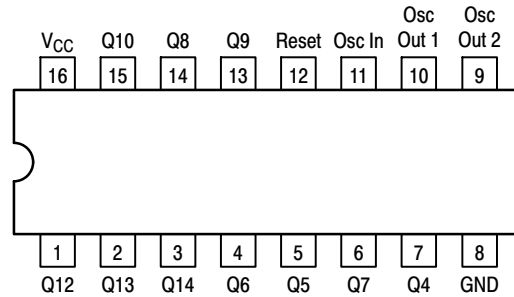 Osc Osc
V_CC Q10 Q8 Q9 Reset Osc In Out 1 Out 2
16 15 14 13 12 11 10 9
1 2 3 4 5 6 7 8
Q12 Q13 Q14 Q6 Q5 Q7 Q4 GND